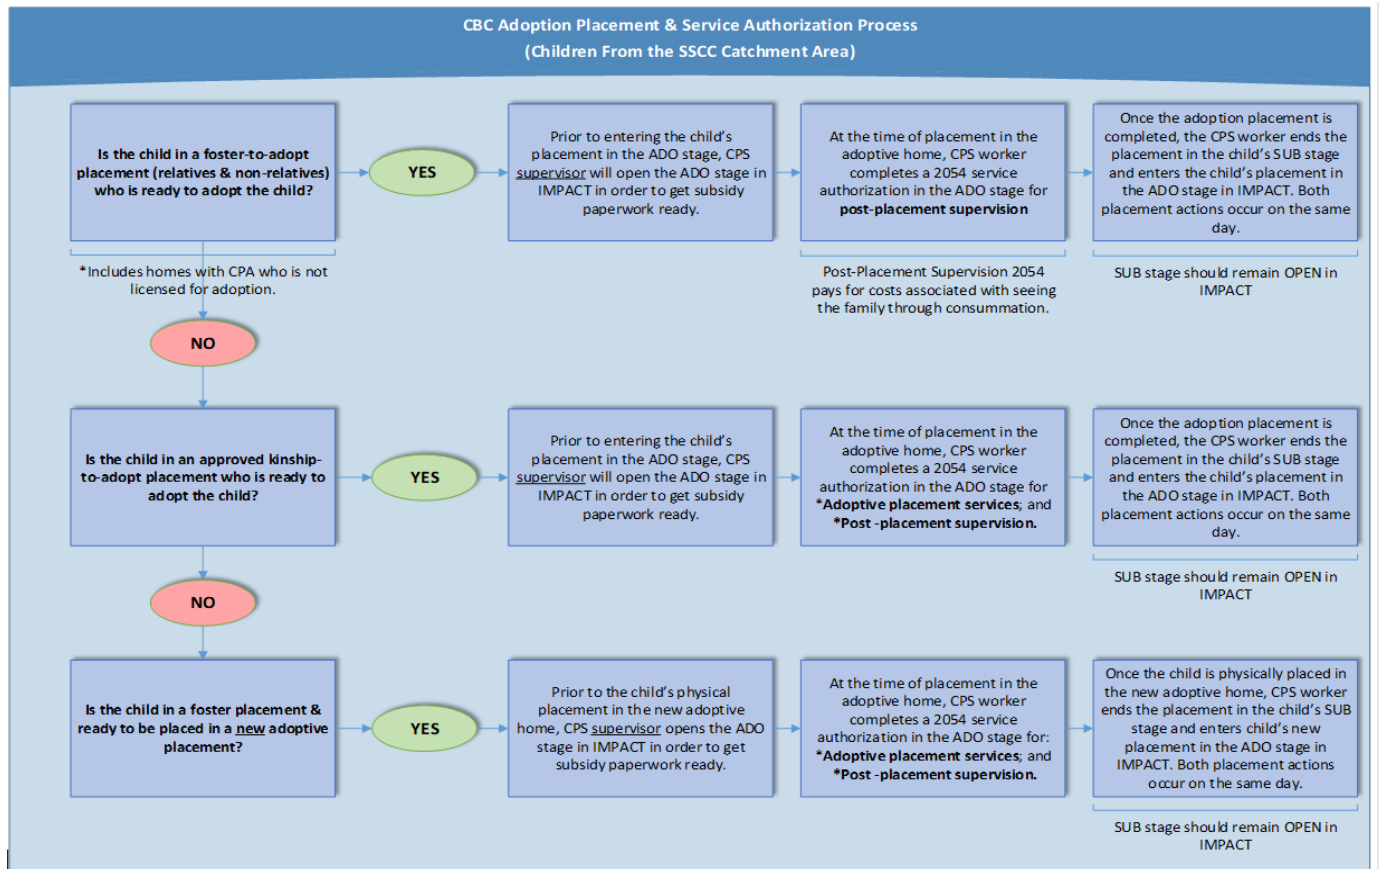 CBC Adoption Placement & Service Authorization Process
(Children From the SSCC Catchment Area)
Is the child in a foster-to-adopt
placement (relatives & non-relatives)
who is ready to adopt the child?
YES
Prior to entering the child's
placement in the ADO stage, CPS
supervisor will open the ADO stage in
IMPACT in order to get subsidy
paperwork ready.
At the time of placement in the
adoptive home, CPS worker
completes a 2054 service
authorization in the ADO stage for
post-placement supervision
Once the adoption placement is
completed, the CPS worker ends the
placement in the child's SUB stage
and enters the child's placement in
the ADO stage in IMPACT. Both
placement actions occur on the same
day.
*Includes homes with CPA who is not
licensed for adoption.
Post-Placement Supervision 2054
pays for costs associated with seeing
the family through consummation.
SUB stage should remain OPEN in
IMPACT
NO
Is the child in an approved kinship-
to-adopt placement who is ready to
adopt the child?
YES
Prior to entering the child's
placement in the ADO stage, CPS
supervisor will open the ADO stage in
IMPACT in order to get subsidy
paperwork ready.
At the time of placement in the
adoptive home, CPS worker
completes a 2054 service
authorization in the ADO stage for
*Adoptive placement services; and
*Post -placement supervision.
Once the adoption placement is
completed, the CPS worker ends the
placement in the child's SUB stage
and enters the child's placement in
the ADO stage in IMPACT. Both
placement actions occur on the same
day.
SUB stage should remain OPEN in
IMPACT
NO
Is the child in a foster placement &
ready to be placed in a new adoptive
placement?
YES
Prior to the child's physical
placement in the new adoptive
home, CPS supervisor opens the ADO
stage in IMPACT in order to get
subsidy paperwork ready.
At the time of placement in the
adoptive home, CPS worker
completes a 2054 service
authorization in the ADO stage for:
*Adoptive placement services; and
*Post -placement supervision.
Once the child is physically placed in
the new adoptive home, CPS worker
ends the placement in the child's SUB
stage and enters child's new
placement in the ADO stage in
IMPACT. Both placement actions
occur on the same day.
SUB stage should remain OPEN in
IMPACT